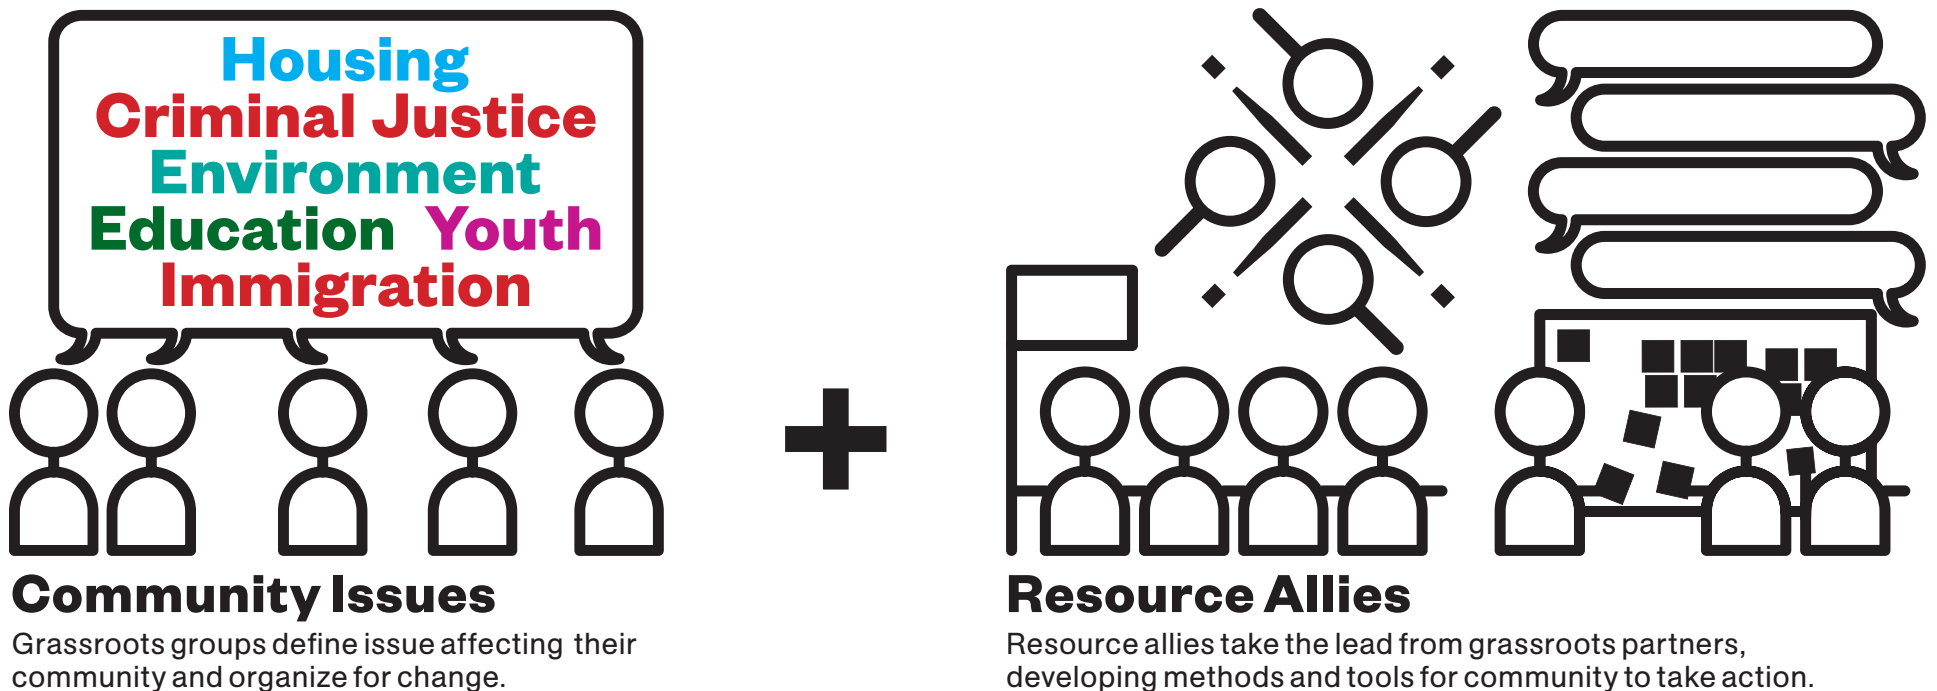 Housing
Criminal Justice
Environment
Education Youth
Immigration
Community Issues
Grassroots groups define issue affecting their
community and organize for change.
Resource Allies
Resource allies take the lead from grassroots partners,
developing methods and tools for community to take action.